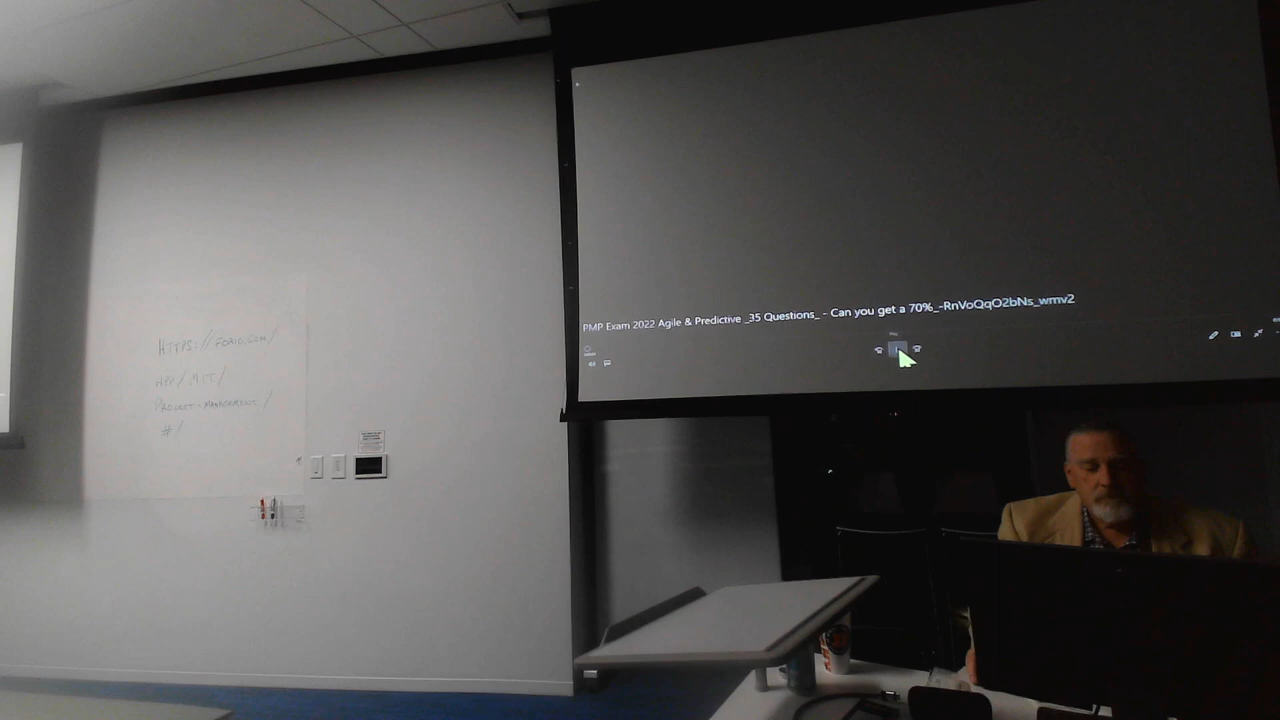 HTTPS://FORIO.COM/
APP/MIT/
PROJECT-MANAGEMENT/
#/
PMP Exam 2022 Agile & Predictive _35 Questions_ - Can you get a 70%_-RnVoQqO2bNs_wmv2